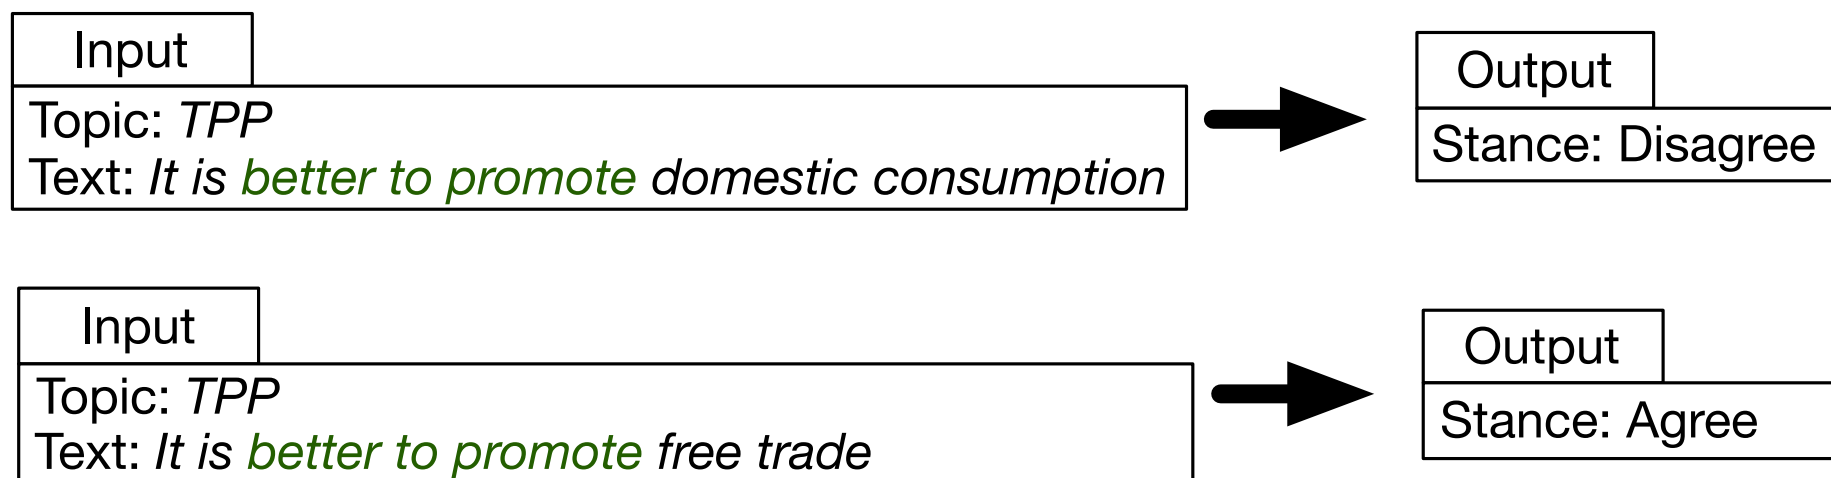 Input
Topic: TPP
Text: It is better to promote domestic consumption
Output
Stance: Disagree
Input
Topic: TPP
Text: It is better to promote free trade
Output
Stance: Agree